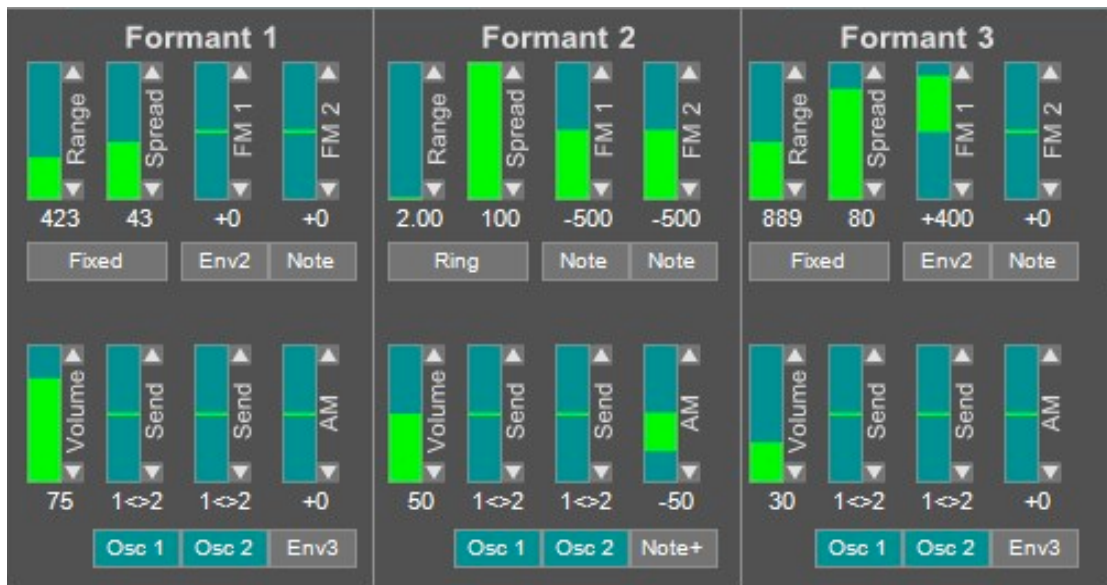 Formant 1 Formant 2 Formant 3
Range Spread FM 1 FM 2 Range Spread FM 1 FM 2 Range Spread FM 1 FM 2
423 43 +0 +0 2.00 100 -500 -500 889 80 +400 +0
Fixed Env2 Note Ring Note Note Fixed Env2 Note
Volume Send Send AM Volume Send Send AM Volume Send Send AM
75 1<>2 1<>2 +0 50 1<>2 1<>2 -50 30 1<>2 1<>2 +0
Osc 1 Osc 2 Env3 Osc 1 Osc 2 Note+ Osc 1 Osc 2 Env3